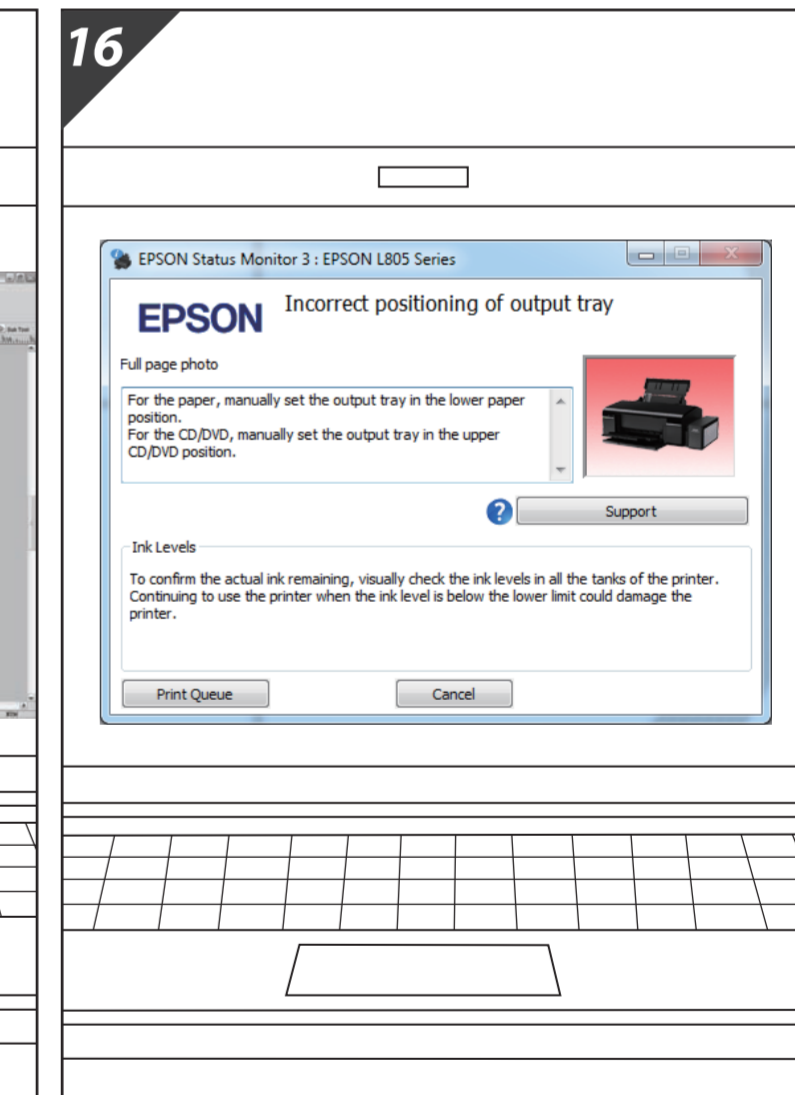 16
EPSON Status Monitor 3 : EPSON L805 Series
EPSON
Incorrect positioning of output tray
Full page photo
For the paper, manually set the output tray in the lower paper
position.
For the CD/DVD, manually set the output tray in the upper
CD/DVD position.
?
Support
Ink Levels
To confirm the actual ink remaining, visually check the ink levels in all the tanks of the printer.
Continuing to use the printer when the ink level is below the lower limit could damage the
printer.
Print Queue
Cancel